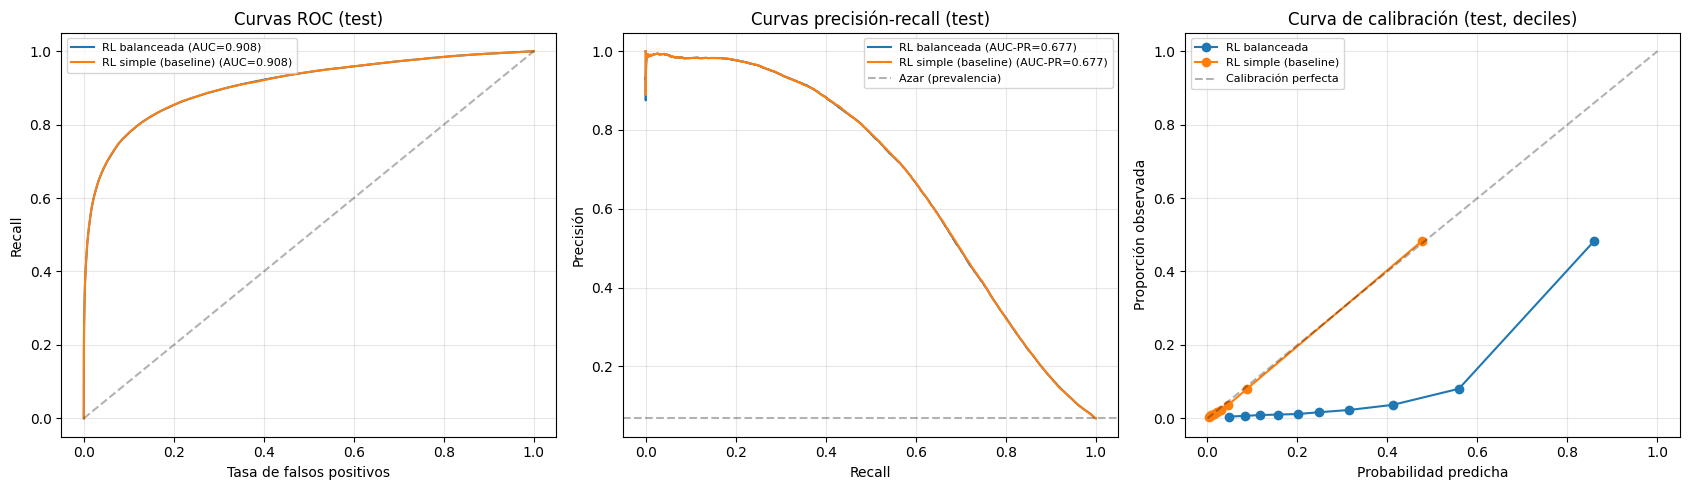 Curvas ROC (test)
RL balanceada (AUC=0.908)
RL simple (baseline) (AUC=0.908)
1.0
0.8
0.6
0.4
0.2
0.0
Recall
0.0 0.2 0.4 0.6 0.8 1.0
Tasa de falsos positivos
Curvas precisión-recall (test)
RL balanceada (AUC-PR=0.677)
RL simple (baseline) (AUC-PR=0.677)
Azar (prevalencia)
1.0
0.8
0.6
0.4
0.2
Precisión
0.0 0.2 0.4 0.6 0.8 1.0
Recall
Curva de calibración (test, deciles)
RL balanceada
RL simple (baseline)
Calibración perfecta
1.0
0.8
0.6
0.4
0.2
0.0
Proporción observada
0.0 0.2 0.4 0.6 0.8 1.0
Probabilidad predicha